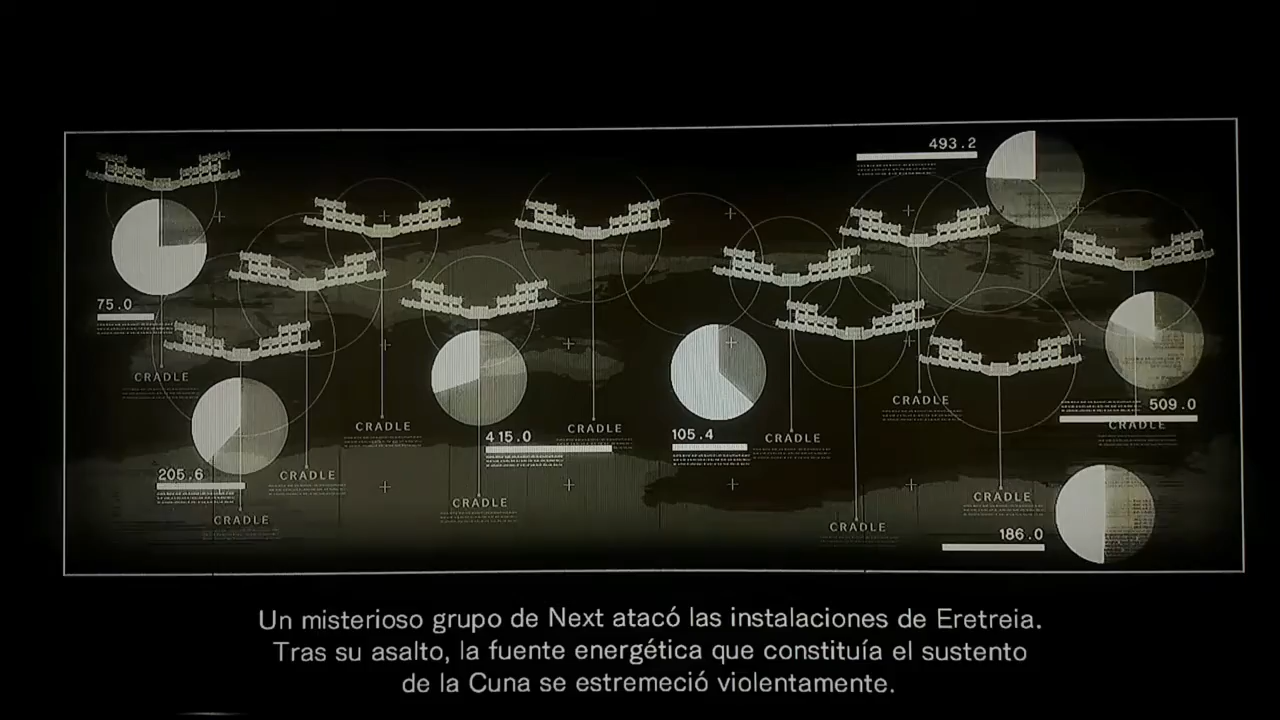 493.2
75.0
CRADLE
CRADLE
415.0
CRADLE
105.4
CRADLE
CRADLE
509.0
CRADLE
205.6
CRADLE
CRADLE
CRADLE
CRADLE
186.0
CRADLE
Un misterioso grupo de Next atacó las instalaciones de Eretreia.
Tras su asalto, la fuente energética que constituía el sustento
de la Cuna se estremeció violentamente.